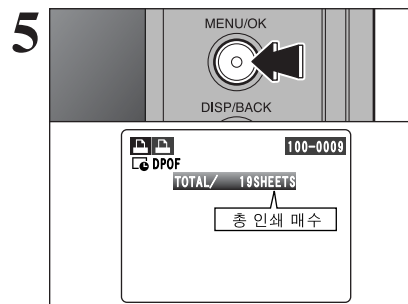 5
MENU/OK
DISP/BACK
100-0009
DPOF
TOTAL/ 19SHEETS
총 인쇄 매수